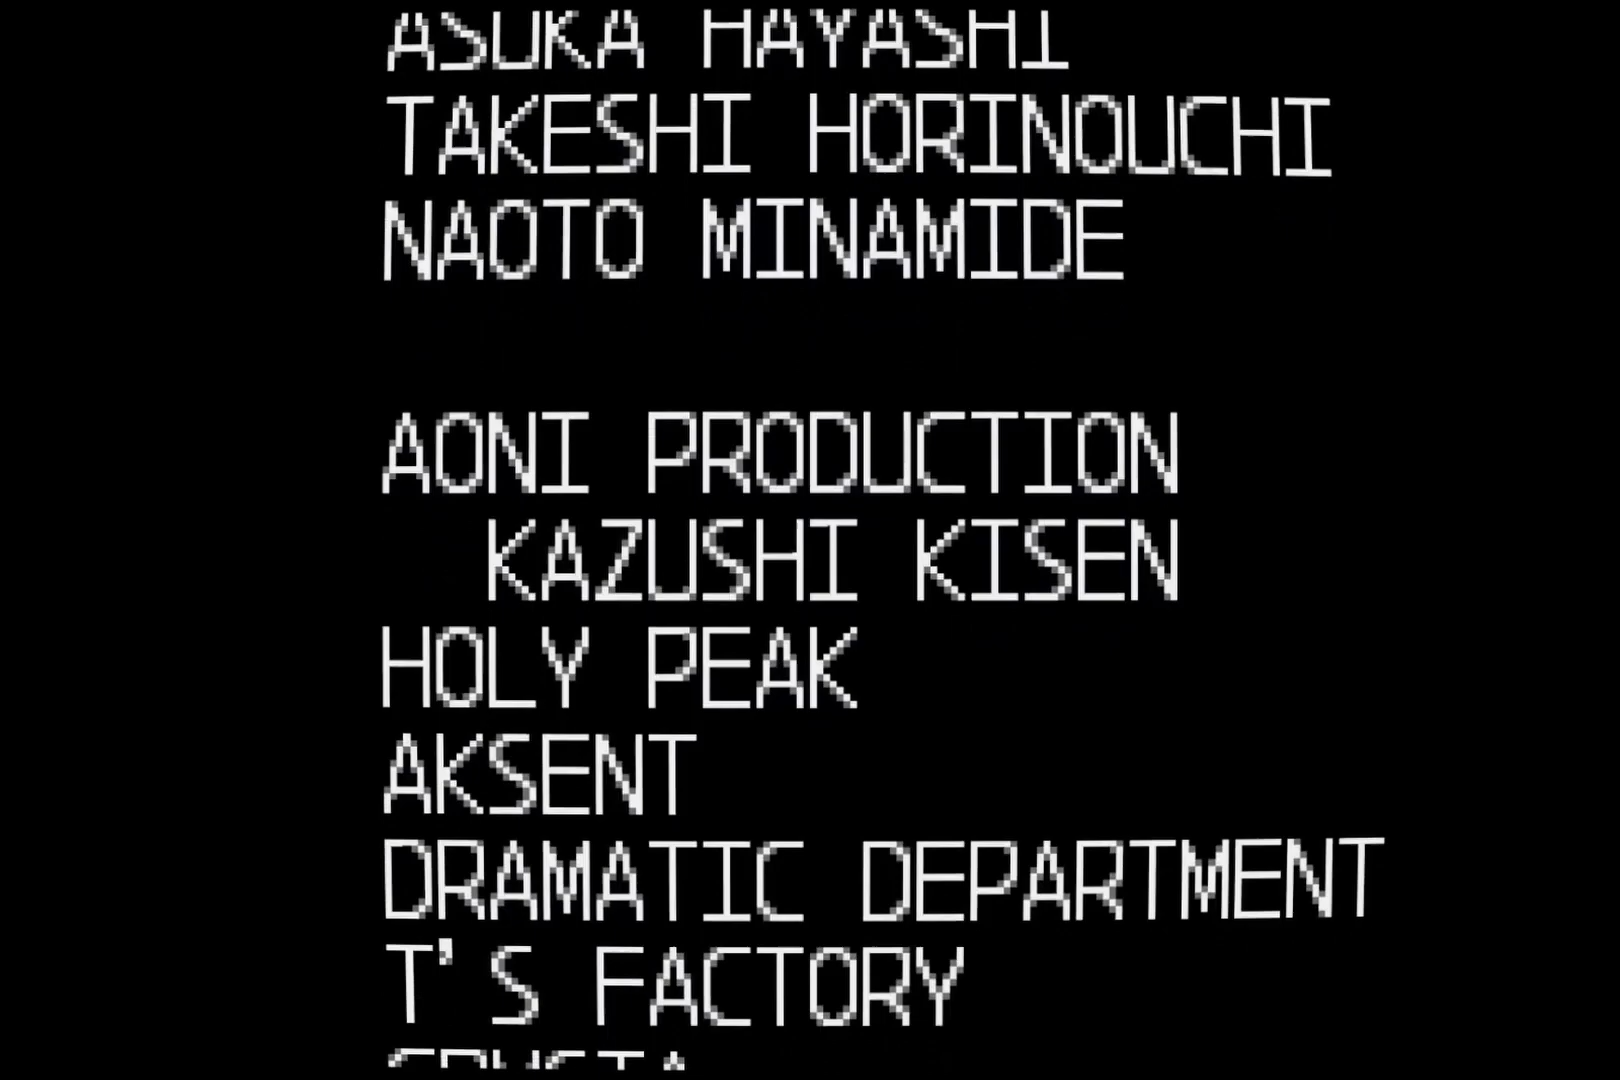 ASUKA HAYASHI
TAKESHI HORINOUCHI
NAOTO MINAMIDE
AONI PRODUCTION
KAZUSHI KISEN
HOLY PEAK
AKSENT
DRAMATIC DEPARTMENT
T'S FACTORY